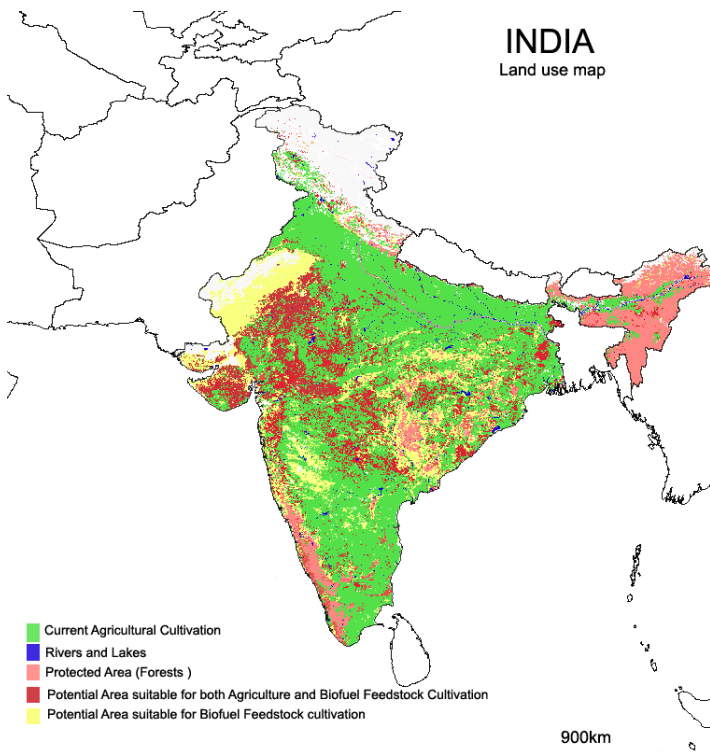 INDIA
Land use map
Current Agricultural Cultivation
Rivers and Lakes
Protected Area (Forests )
Potential Area suitable for both Agriculture and Biofuel Feedstock Cultivation
Potential Area suitable for Biofuel Feedstock cultivation
900km